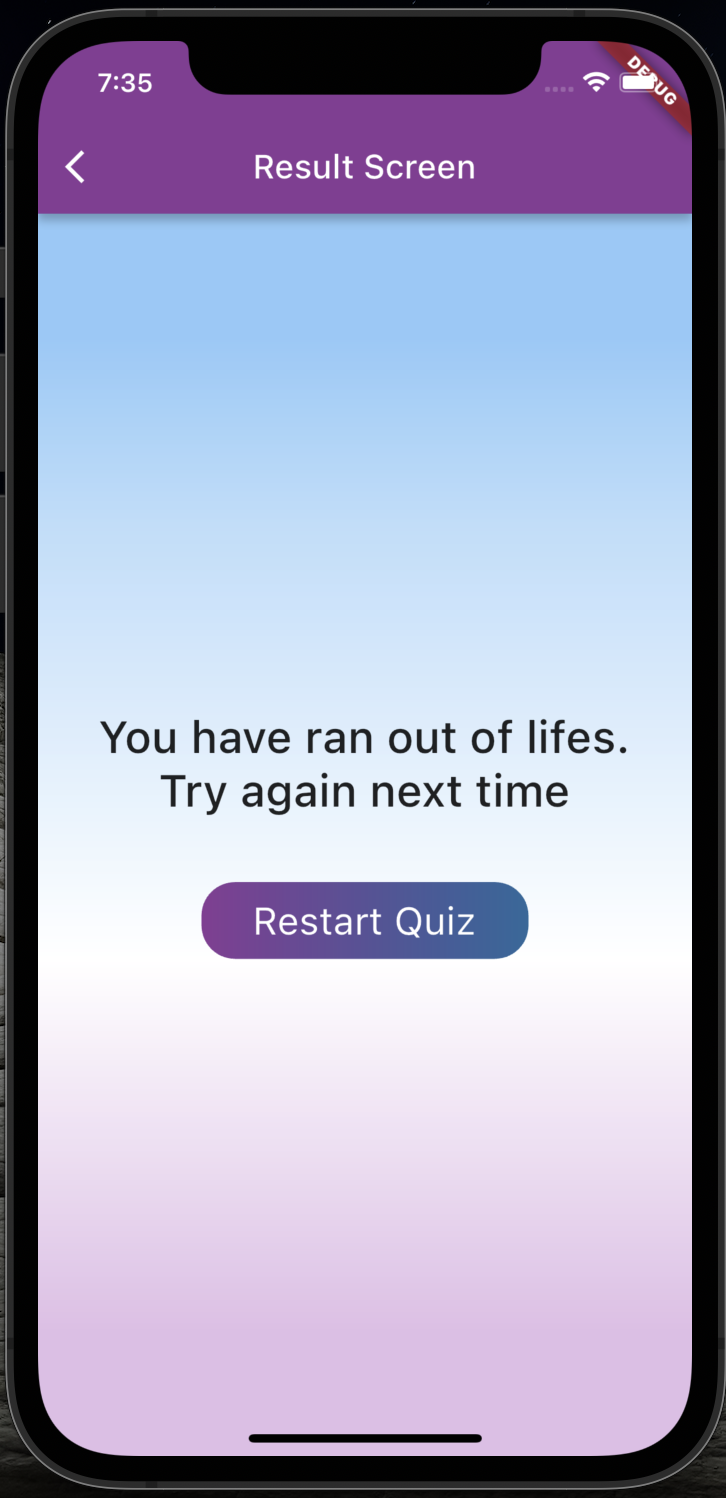 7:35
DEBUG
Result Screen
You have ran out of lifes.
Try again next time
Restart Quiz